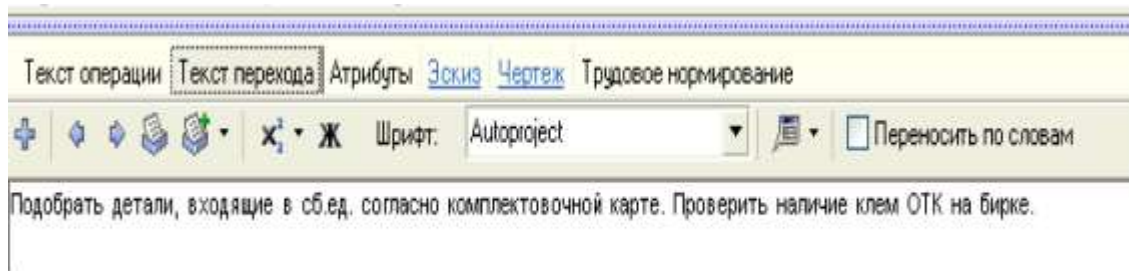 Текст операции Текст перехода Атрибуты Эскиз Чертеж Трудовое нормирование
x² Ж Шрифт: Autoproject Переносить по словам
Подобрать детали, входящие в сб.ед. согласно комплектовочной карте. Проверить наличие клем ОТК на бирке.